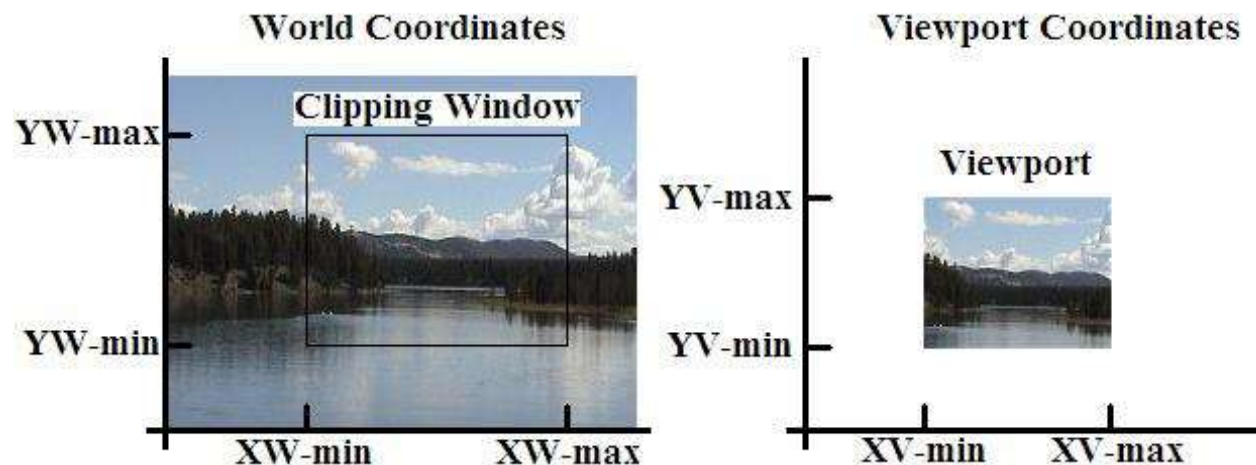 World Coordinates
Clipping Window
YW-max
YW-min
XW-min
XW-max
Viewport Coordinates
Viewport
YV-max
YV-min
XV-min
XV-max